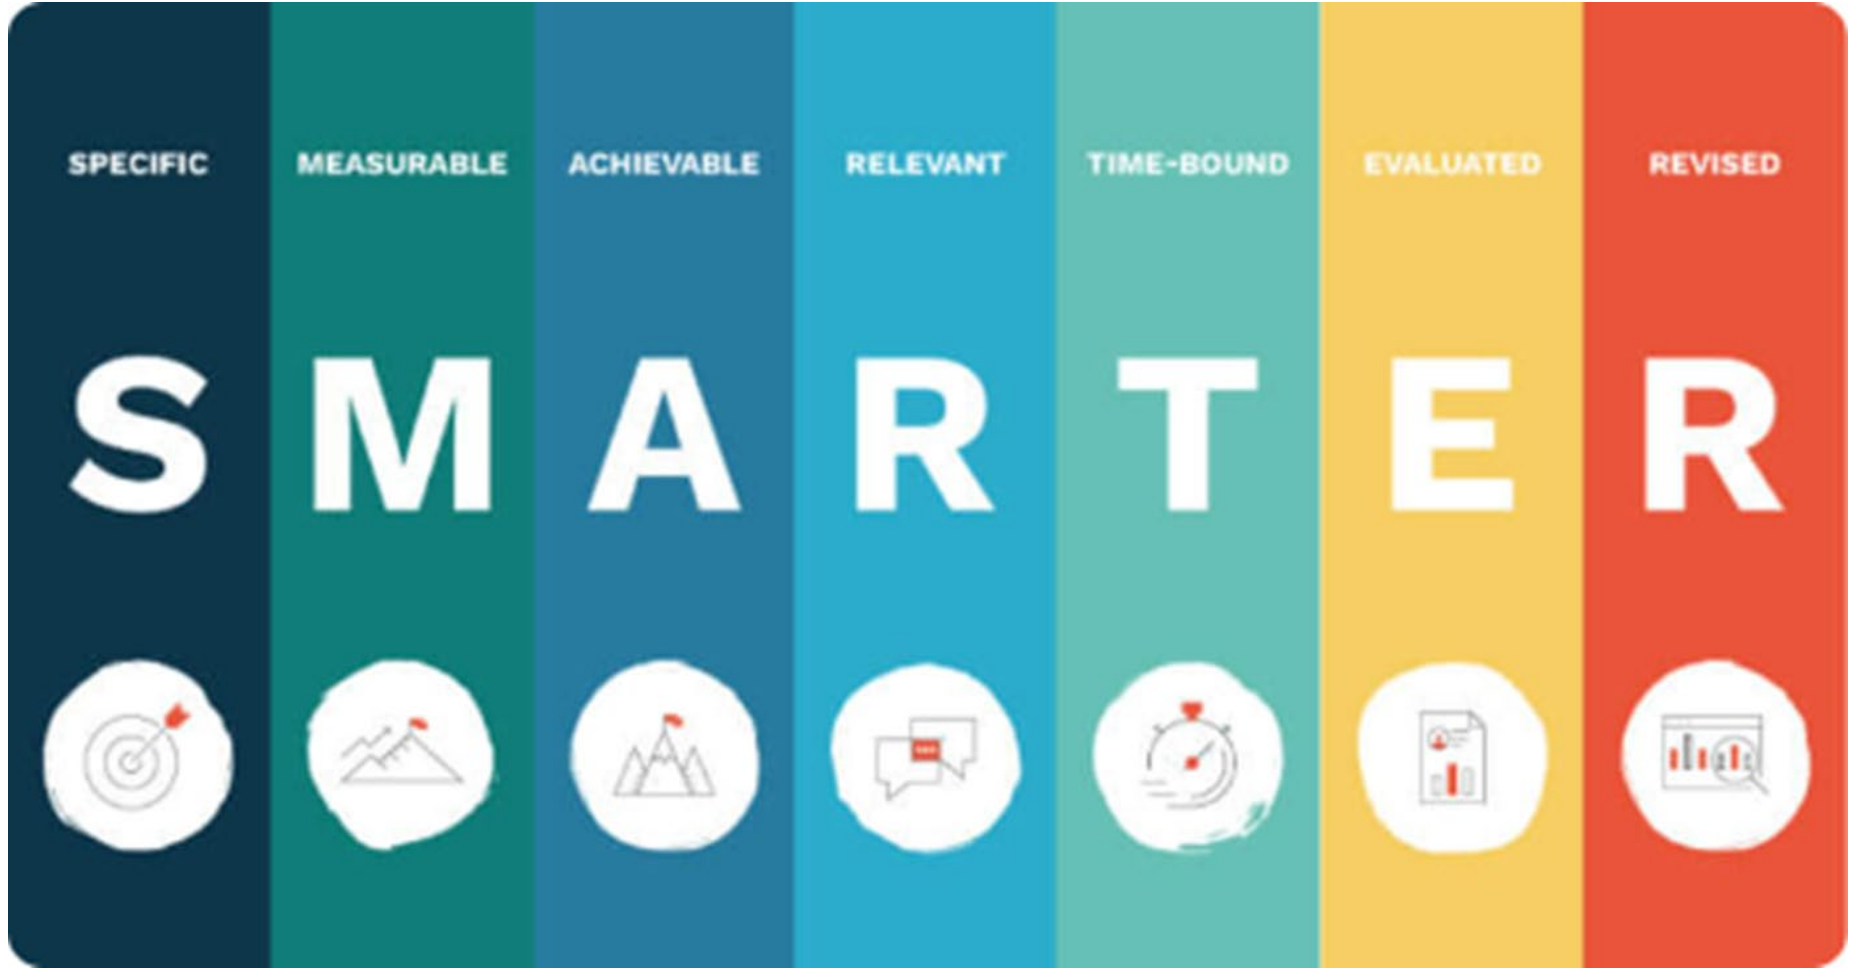 SPECIFIC MEASURABLE ACHIEVABLE RELEVANT TIME-BOUND EVALUATED REVISED
S M A R T E R